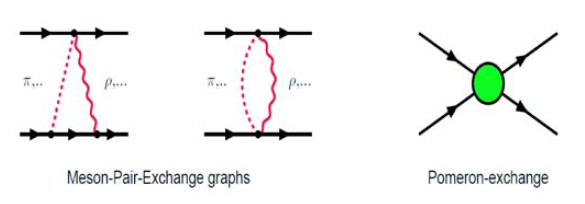 π,... ρ,... π,... ρ,...
Meson-Pair-Exchange graphs
Pomeron-exchange